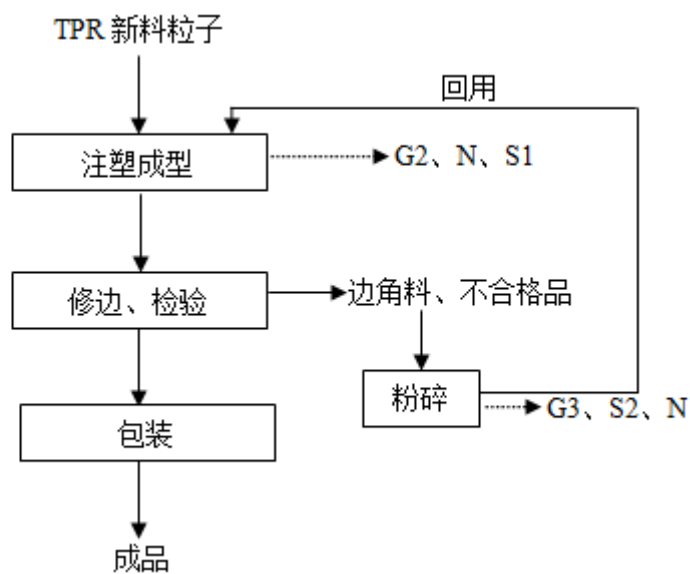 TPR 新料粒子
回用
注塑成型
G2、N、S1
修边、检验
边角料、不合格品
粉碎
G3、S2、N
包装
成品